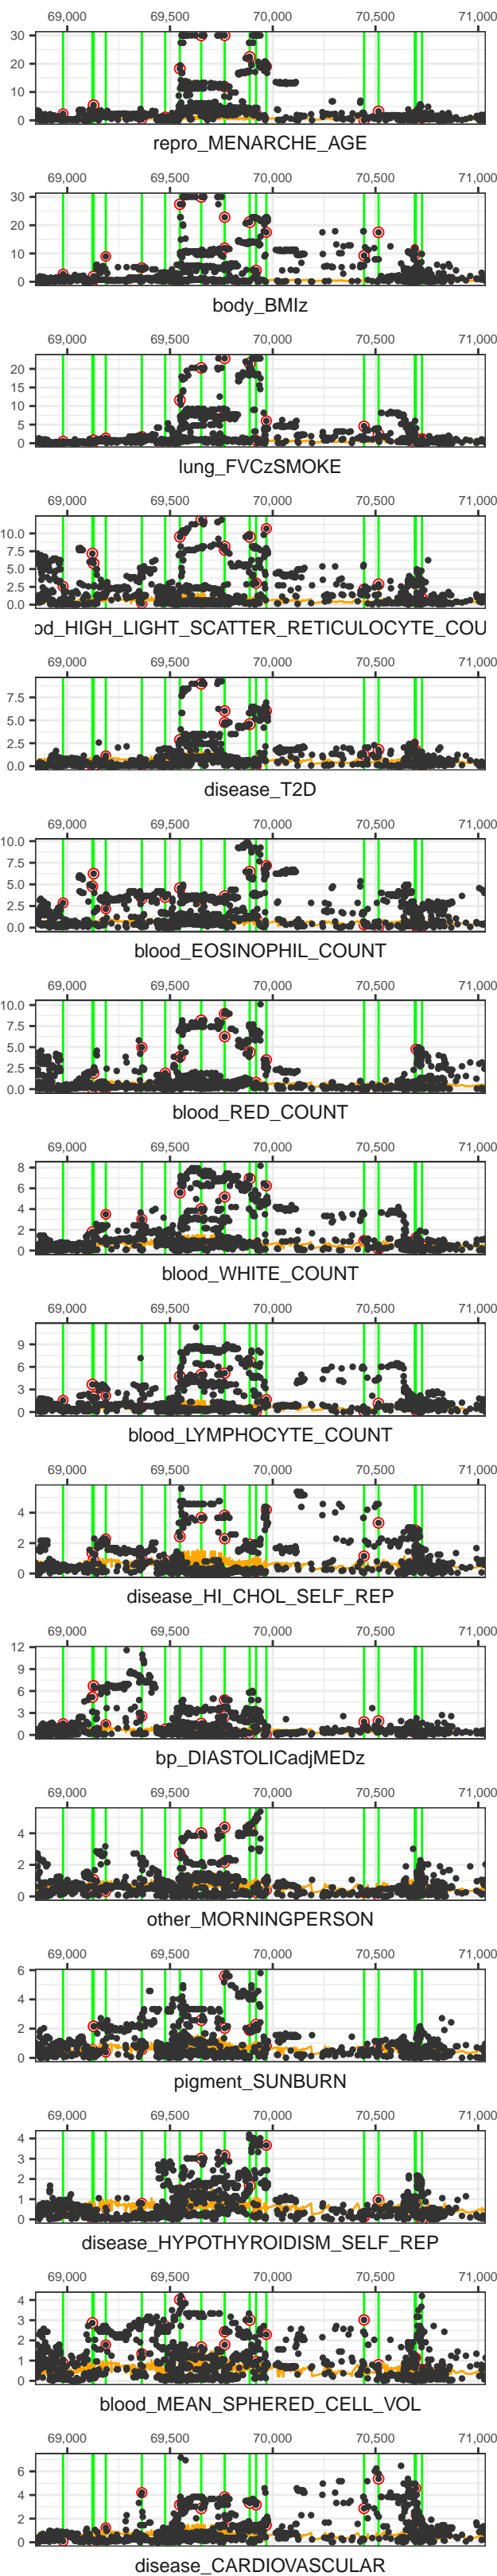 69,000 69,500 70,000 70,500 71,000
30
20
10
0
repro_MENARCHE_AGE
69,000 69,500 70,000 70,500 71,000
30
20
10
0
body_BMIz
69,000 69,500 70,000 70,500 71,000
20
15
10
5
0
lung_FVCzSMOKE
69,000 69,500 70,000 70,500 71,000
10.0
7.5
5.0
2.5
0.0
od_HIGH_LIGHT_SCATTER_RETICULOCYTE_COU
69,000 69,500 70,000 70,500 71,000
7.5
5.0
2.5
0.0
disease_T2D
69,000 69,500 70,000 70,500 71,000
10.0
7.5
5.0
2.5
0.0
blood_EOSINOPHIL_COUNT
69,000 69,500 70,000 70,500 71,000
10.0
7.5
5.0
2.5
0.0
blood_RED_COUNT
69,000 69,500 70,000 70,500 71,000
8
6
4
2
0
blood_WHITE_COUNT
69,000 69,500 70,000 70,500 71,000
9
6
3
0
blood_LYMPHOCYTE_COUNT
69,000 69,500 70,000 70,500 71,000
4
2
0
disease_HI_CHOL_SELF_REP
69,000 69,500 70,000 70,500 71,000
12
9
6
3
0
bp_DIASTOLICadjMEDz
69,000 69,500 70,000 70,500 71,000
4
2
0
other_MORNINGPERSON
69,000 69,500 70,000 70,500 71,000
6
4
2
0
pigment_SUNBURN
69,000 69,500 70,000 70,500 71,000
4
3
2
1
0
disease_HYPOTHYROIDISM_SELF_REP
69,000 69,500 70,000 70,500 71,000
4
3
2
1
0
blood_MEAN_SPHERED_CELL_VOL
69,000 69,500 70,000 70,500 71,000
6
4
2
0
disease_CARDIOVASCULAR